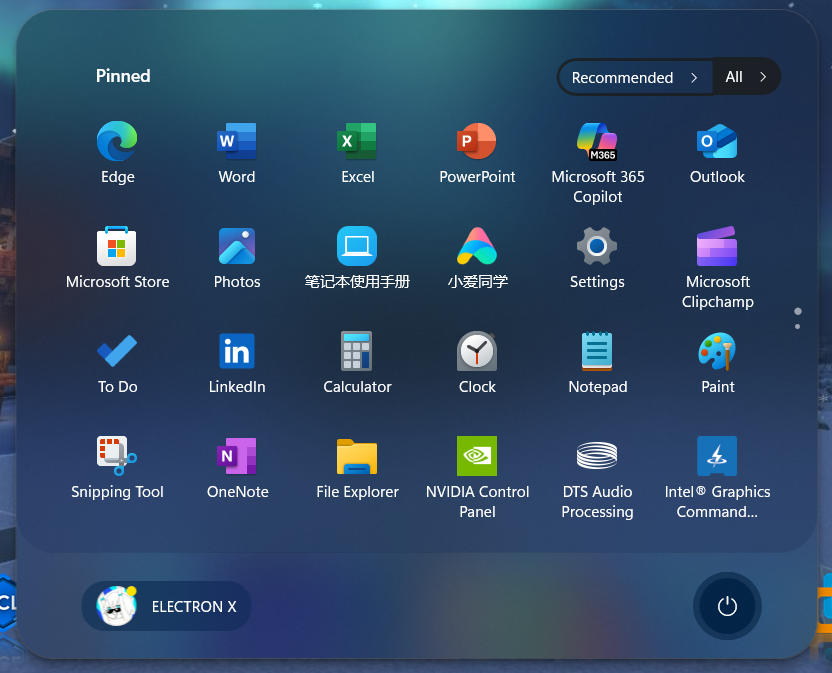 Pinned
Recommended
All
Edge
Word
Excel
PowerPoint
Microsoft 365
Copilot
Outlook
Microsoft Store
Photos
笔记本使用手册
小爱同学
Settings
Microsoft
Clipchamp
To Do
LinkedIn
Calculator
Clock
Notepad
Paint
Snipping Tool
OneNote
File Explorer
NVIDIA Control
Panel
DTS Audio
Processing
Intel® Graphics
Command...
ELECTRON X
W
X
P
M365
O
in
N
CL